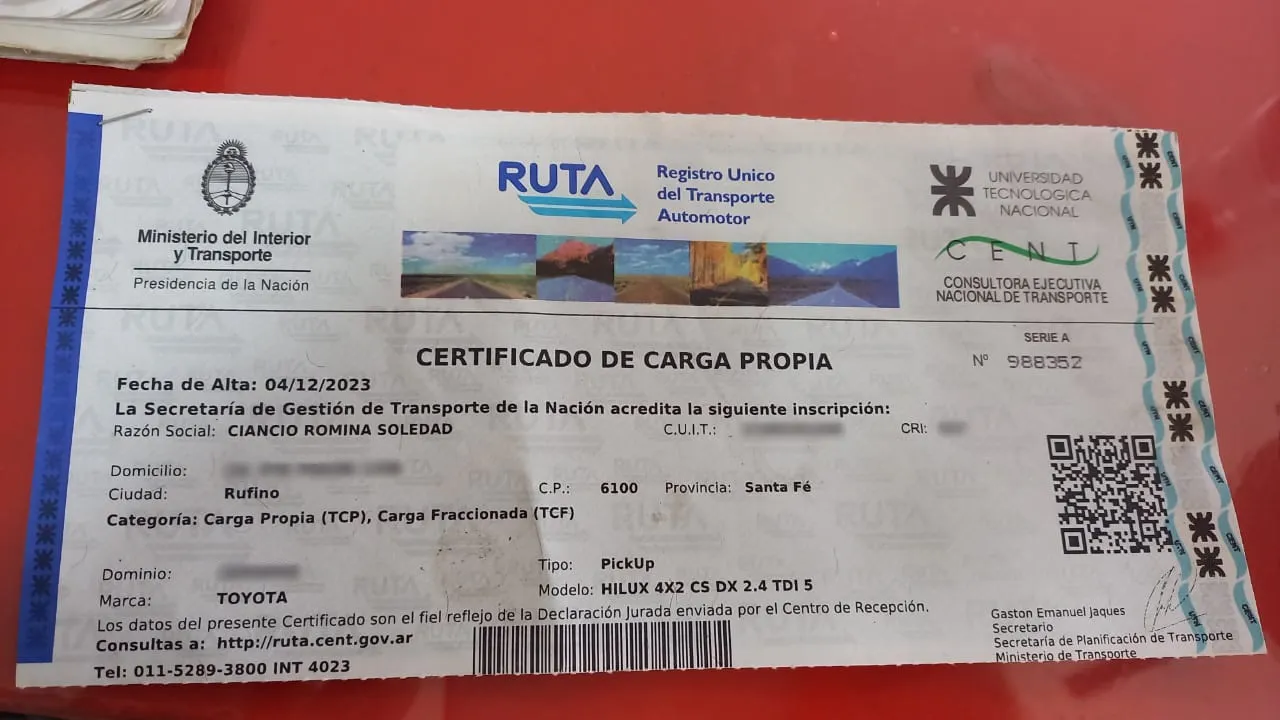 Ministerio del Interior
y Transporte
Presidencia de la Nación
RUTA
Registro Unico
del Transporte
Automotor
UNIVERSIDAD
TECNOLOGICA
NACIONAL
CENT
CONSULTORA EJECUTIVA
NACIONAL DE TRANSPORTE
SERIE A
CERTIFICADO DE CARGA PROPIA
Nº 988352
Fecha de Alta: 04/12/2023
La Secretaría de Gestión de Transporte de la Nación acredita la siguiente inscripción:
Razón Social: CIANCIO ROMINA SOLEDAD C.U.I.T.: CRI:
Domicilio:
Ciudad: Rufino C.P.: 6100 Provincia: Santa Fé
Categoría: Carga Propia (TCP), Carga Fraccionada (TCF)
Dominio: Tipo: PickUp
Marca: TOYOTA Modelo: HILUX 4X2 CS DX 2.4 TDI 5
Los datos del presente Certificado son el fiel reflejo de la Declaración Jurada enviada por el Centro de Recepción.
Consultas a: http://ruta.cent.gov.ar
Tel: 011-5289-3800 INT 4023
Gaston Emanuel Jaques
Secretario
Secretaría de Planificación de Transporte
Ministerio de Transporte